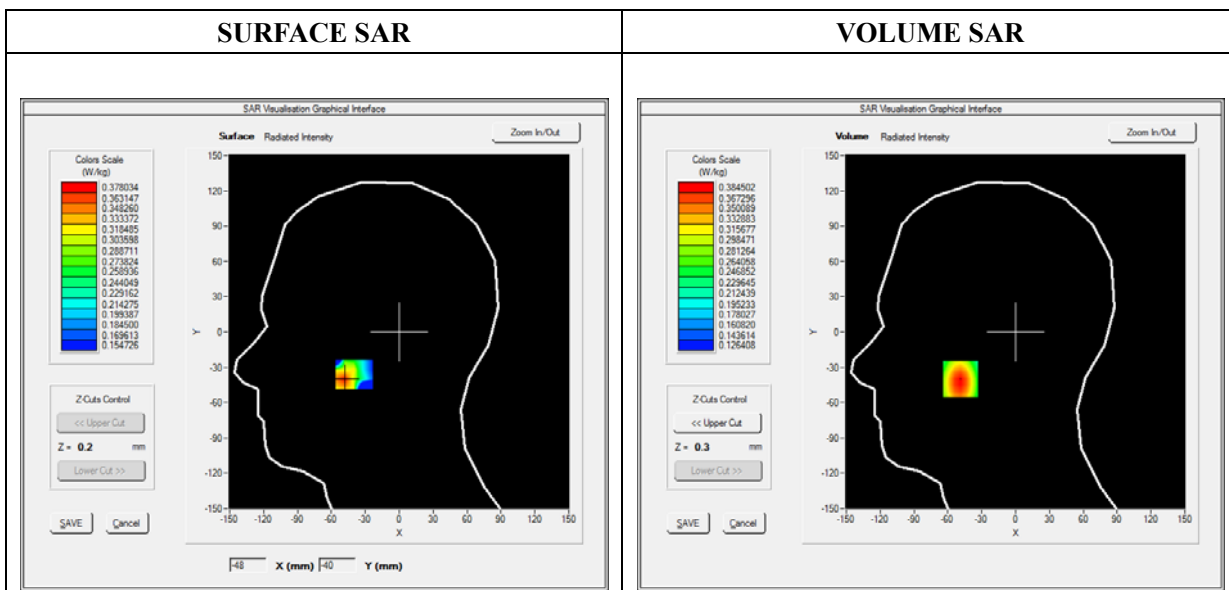 SURFACE SAR
VOLUME SAR
SAR Visualisation Graphical Interface
Surface Radiated Intensity
Zoom In/Out
Colors Scale
(W/kg)
0.378034
0.363147
0.348260
0.333372
0.318485
0.303598
0.288711
0.273824
0.258936
0.244049
0.229162
0.214275
0.199387
0.184500
0.169613
0.154726
150
120
90
60
30
0
-30
-60
-90
-120
-150
Y
-150 -120 -90 -60 -30 0 30 60 90 120 150
X
Z-Cuts Control
<< Upper Cut
Z = 0.2 mm
Lower Cut >>
SAVE Cancel
-48 X (mm) -40 Y (mm)
SAR Visualisation Graphical Interface
Volume Radiated Intensity
Zoom In/Out
Colors Scale
(W/kg)
0.384502
0.367296
0.350089
0.332883
0.315677
0.298471
0.281264
0.264058
0.246852
0.229645
0.212439
0.195233
0.178027
0.160820
0.143614
0.126408
150
120
90
60
30
0
-30
-60
-90
-120
-150
Y
-150 -120 -90 -60 -30 0 30 60 90 120 150
X
Z-Cuts Control
<< Upper Cut
Z = 0.3 mm
Lower Cut >>
SAVE Cancel